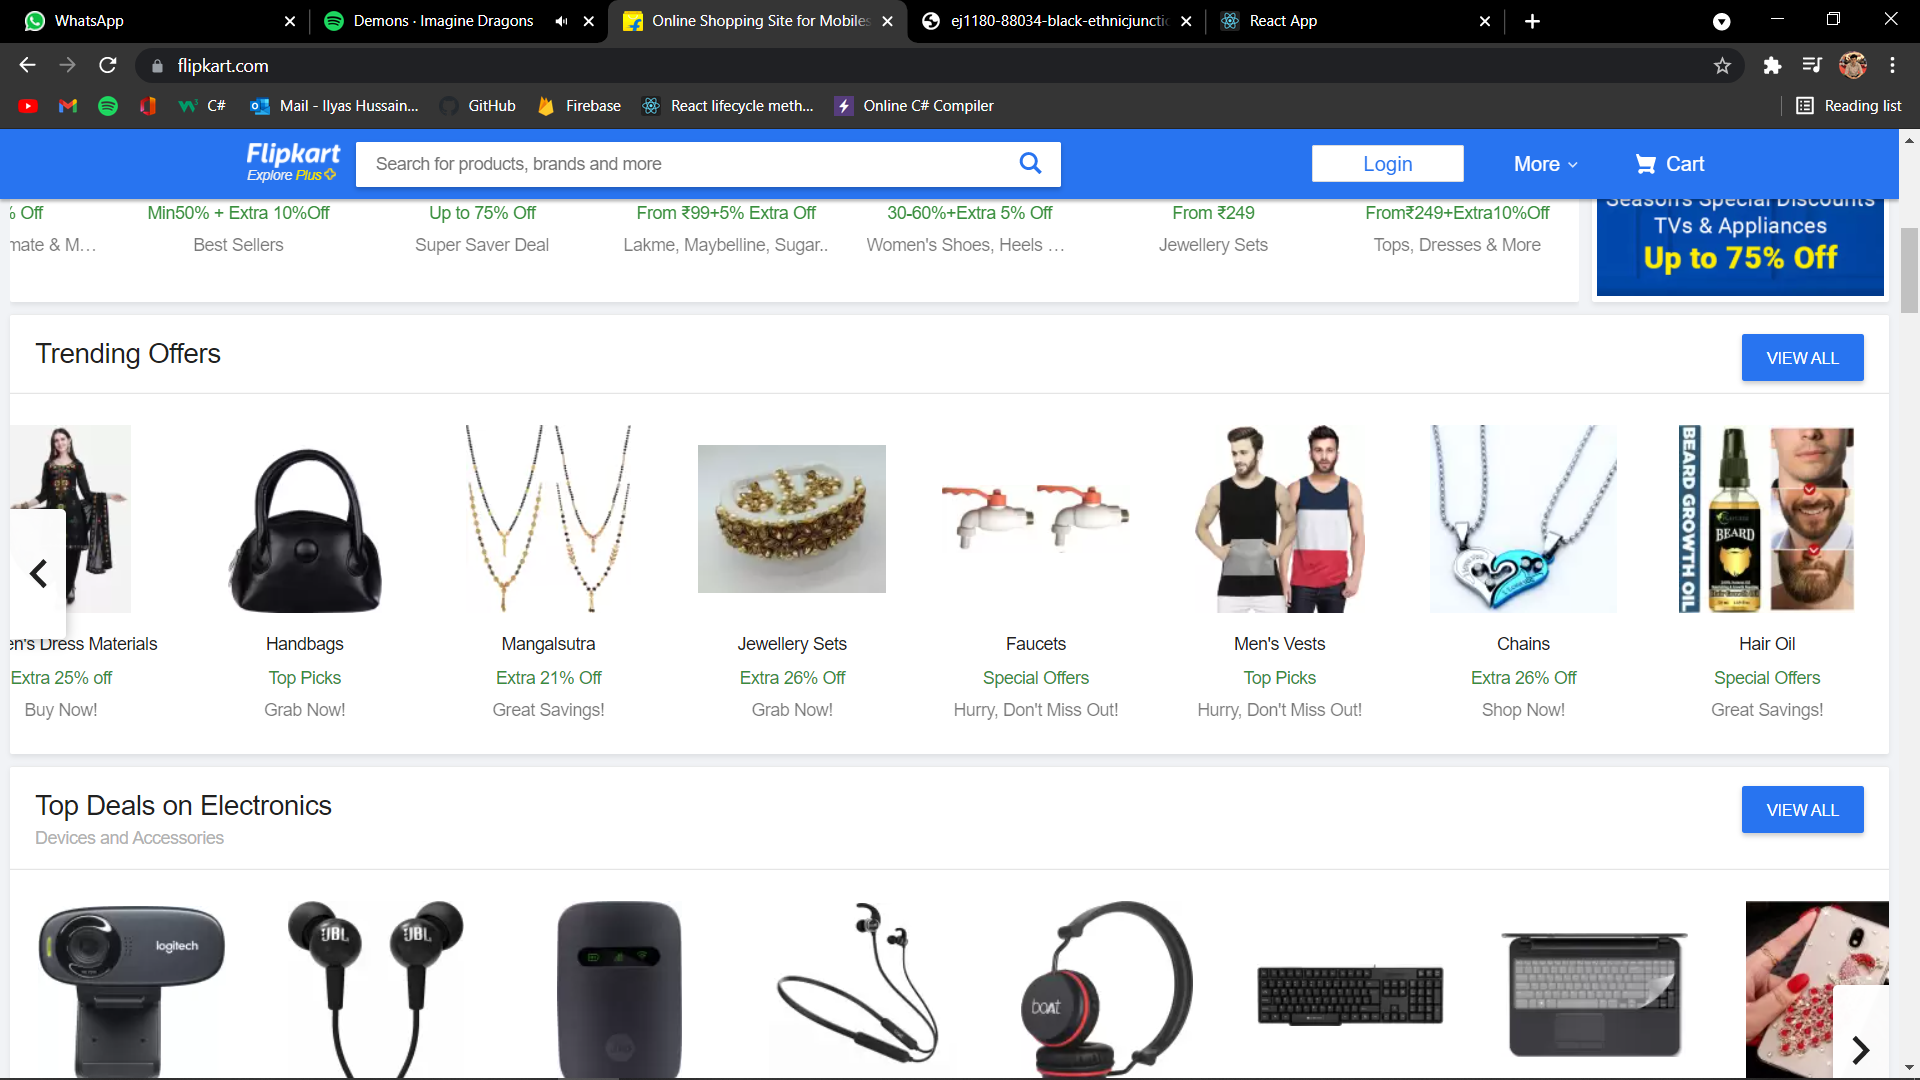 WhatsApp
Demons · Imagine Dragons
Online Shopping Site for Mobiles
ej1180-88034-black-ethnicjunctio
React App
flipkart.com
C#
Mail - Ilyas Hussain...
GitHub
Firebase
React lifecycle meth...
Online C# Compiler
Reading list
Flipkart
Explore Plus
Search for products, brands and more
Login
More
Cart
% Off
Min50% + Extra 10%Off
Up to 75% Off
From ₹99+5% Extra Off
30-60%+Extra 5% Off
From ₹249
From₹249+Extra10%Off
mate & M...
Best Sellers
Super Saver Deal
Lakme, Maybelline, Sugar..
Women's Shoes, Heels ...
Jewellery Sets
Tops, Dresses & More
Season's Special Discounts
TVs & Appliances
Up to 75% Off
Trending Offers
VIEW ALL
BEARD GROWTH OIL
BEARD
en's Dress Materials
Handbags
Mangalsutra
Jewellery Sets
Faucets
Men's Vests
Chains
Hair Oil
Extra 25% off
Top Picks
Extra 21% Off
Extra 26% Off
Special Offers
Top Picks
Extra 26% Off
Special Offers
Buy Now!
Grab Now!
Great Savings!
Grab Now!
Hurry, Don't Miss Out!
Hurry, Don't Miss Out!
Shop Now!
Great Savings!
Top Deals on Electronics
Devices and Accessories
VIEW ALL
logitech
JBL
JBL
Jio
boAt